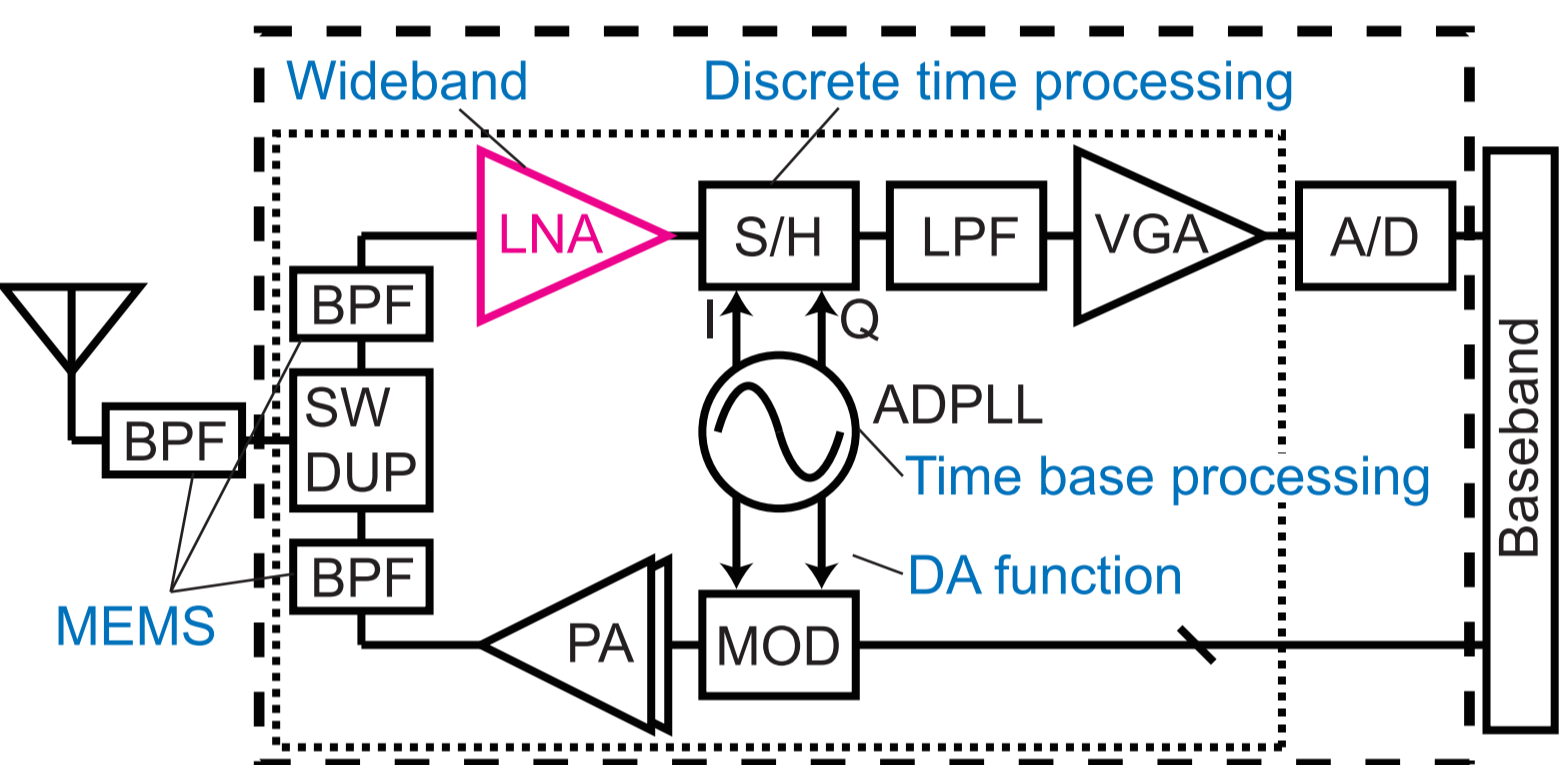 Wideband
Discrete time processing
LNA
S/H
LPF
VGA
A/D
BPF
I
Q
SW
DUP
ADPLL
BPF
Time base processing
Baseband
BPF
DA function
MEMS
PA
MOD